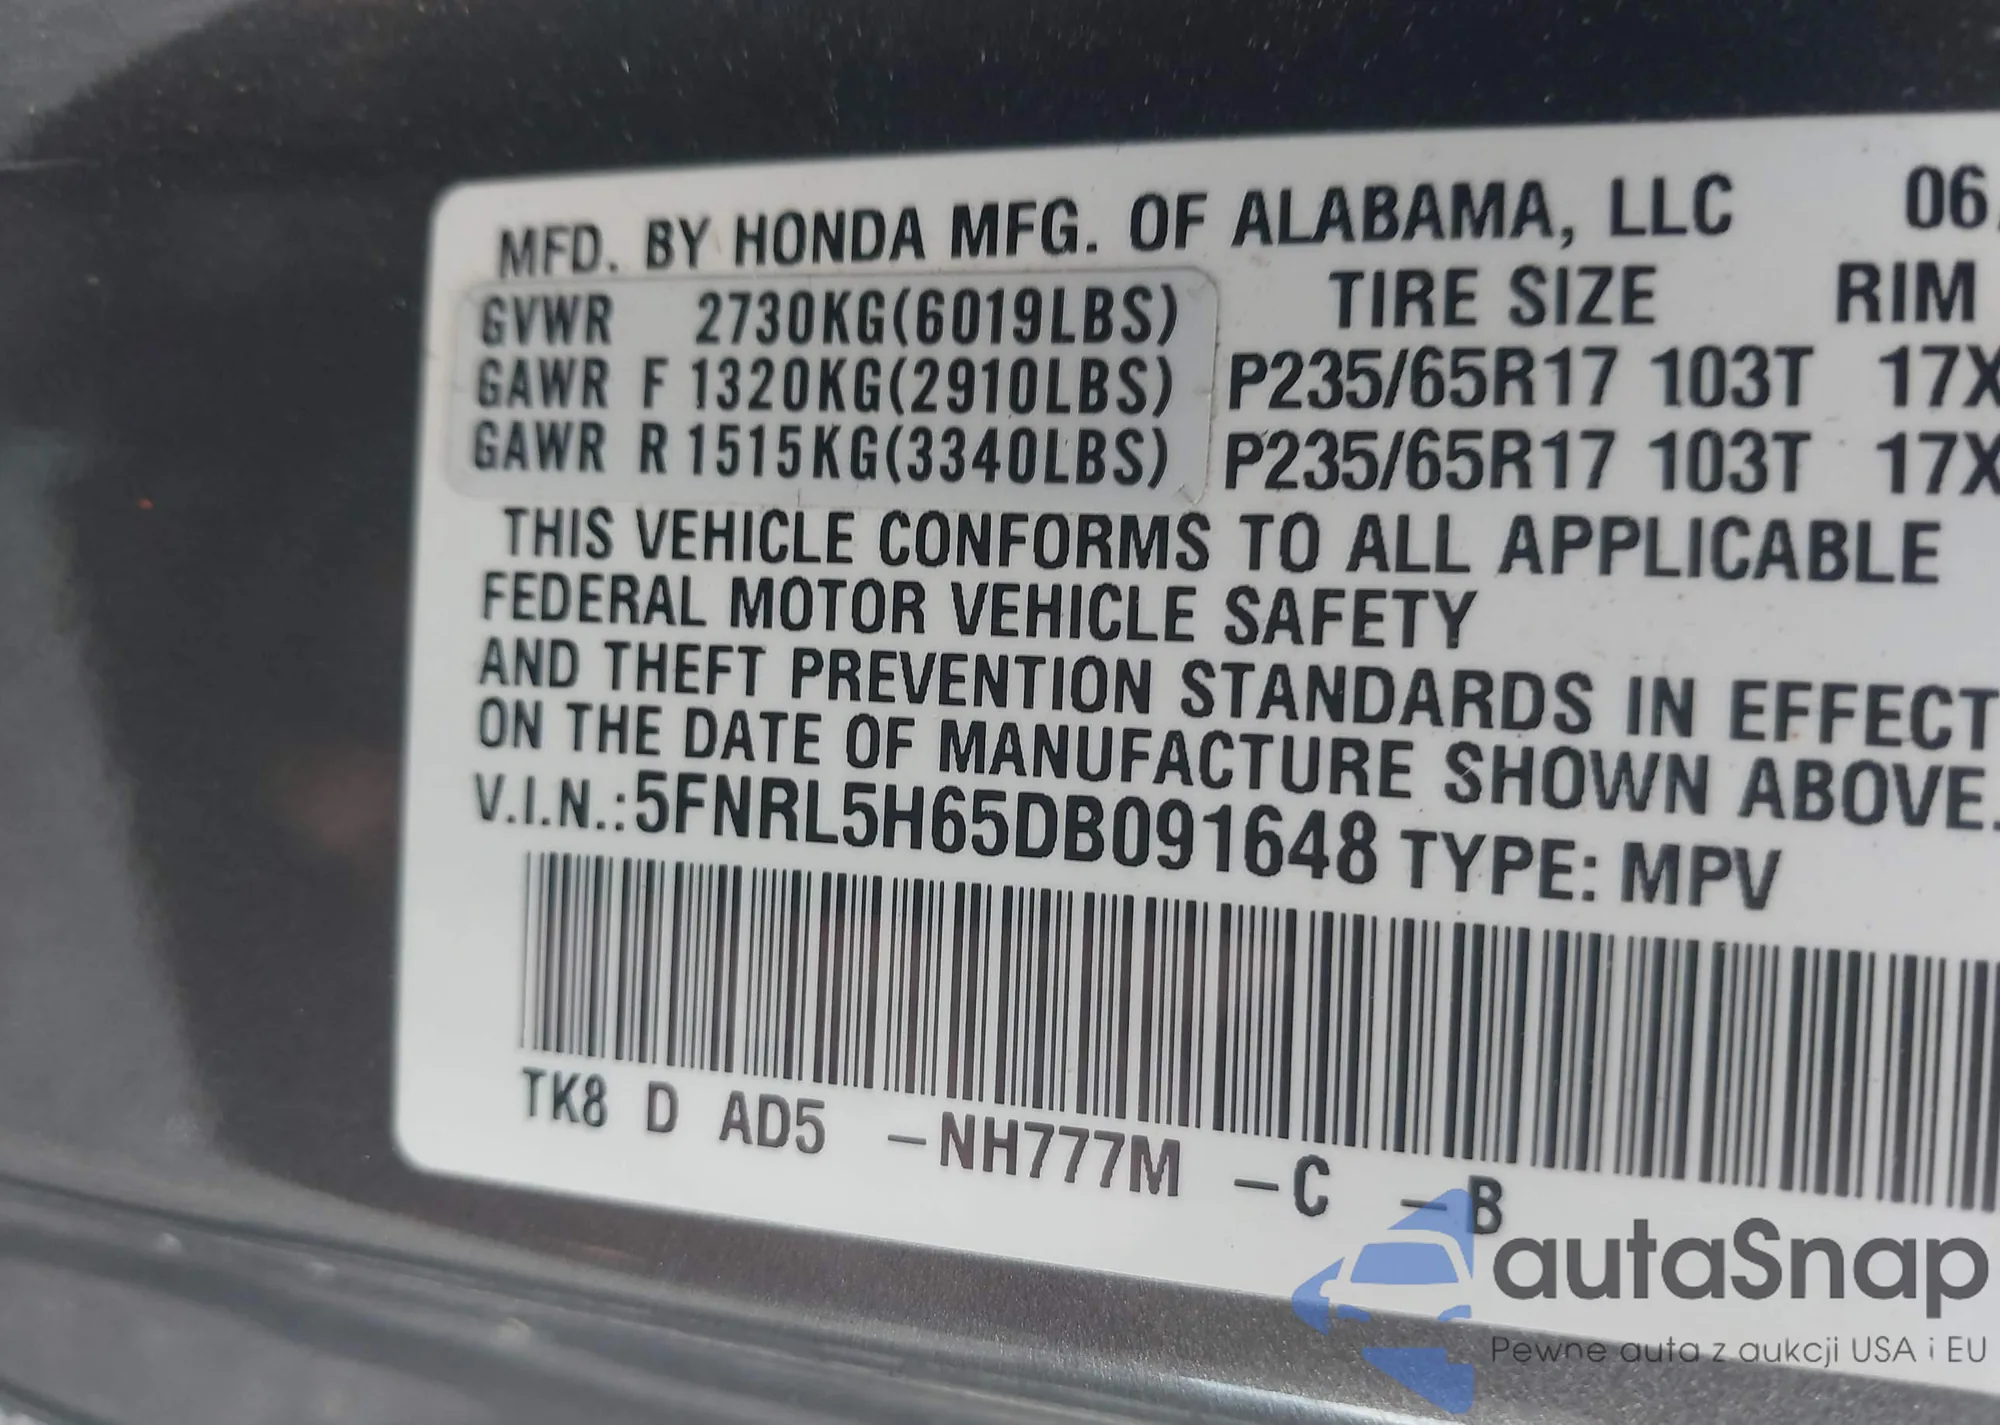 MFD. BY HONDA MFG. OF ALABAMA, LLC 06
GVWR 2730KG(6019LBS) TIRE SIZE RIM
GAWR F 1320KG(2910LBS) P235/65R17 103T 17X
GAWR R 1515KG(3340LBS) P235/65R17 103T 17X
THIS VEHICLE CONFORMS TO ALL APPLICABLE
FEDERAL MOTOR VEHICLE SAFETY
AND THEFT PREVENTION STANDARDS IN EFFECT
ON THE DATE OF MANUFACTURE SHOWN ABOVE.
V.I.N.:5FNRL5H65DB091648 TYPE: MPV
TK8 D AD5 –NH777M –C –B
autaSnap
Pewne auta z aukcji USA i EU